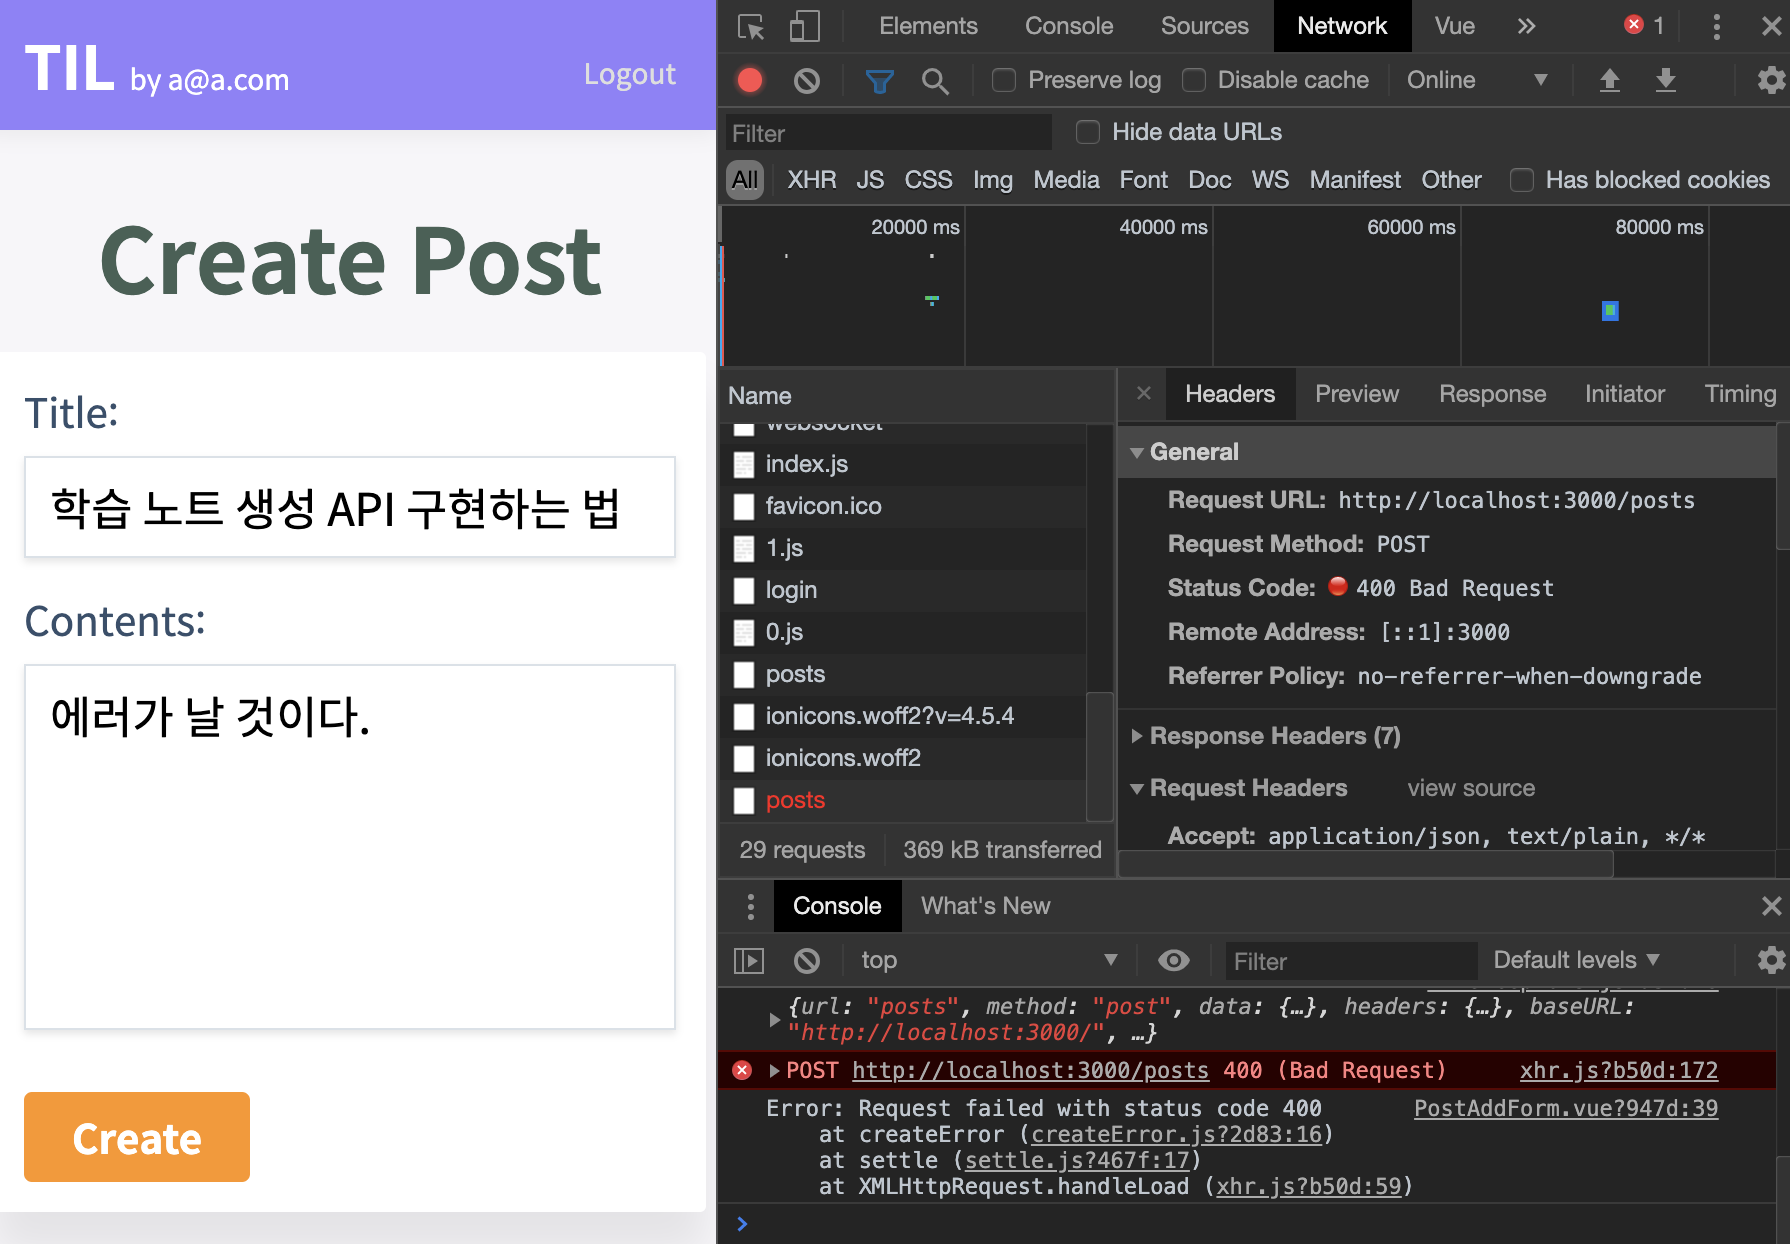 TIL by a@a.com
Logout
Create Post
Title:
학습 노트 생성 API 구현하는 법
Contents:
에러가 날 것이다.
Create
Elements Console Sources Network Vue » 1
Preserve log Disable cache Online
Filter Hide data URLs
All XHR JS CSS Img Media Font Doc WS Manifest Other Has blocked cookies
20000 ms 40000 ms 60000 ms 80000 ms
Name
websocket
index.js
favicon.ico
1.js
login
0.js
posts
ionicons.woff2?v=4.5.4
ionicons.woff2
posts
29 requests 369 kB transferred
Headers Preview Response Initiator Timing
General
Request URL: http://localhost:3000/posts
Request Method: POST
Status Code: 400 Bad Request
Remote Address: [::1]:3000
Referrer Policy: no-referrer-when-downgrade
Response Headers (7)
Request Headers view source
Accept: application/json, text/plain, */*
Console What's New
top Filter Default levels
{url: "posts", method: "post", data: {…}, headers: {…}, baseURL:
"http://localhost:3000/", …}
POST http://localhost:3000/posts 400 (Bad Request) xhr.js?b50d:172
Error: Request failed with status code 400 PostAddForm.vue?947d:39
at createError (createError.js?2d83:16)
at settle (settle.js?467f:17)
at XMLHttpRequest.handleLoad (xhr.js?b50d:59)